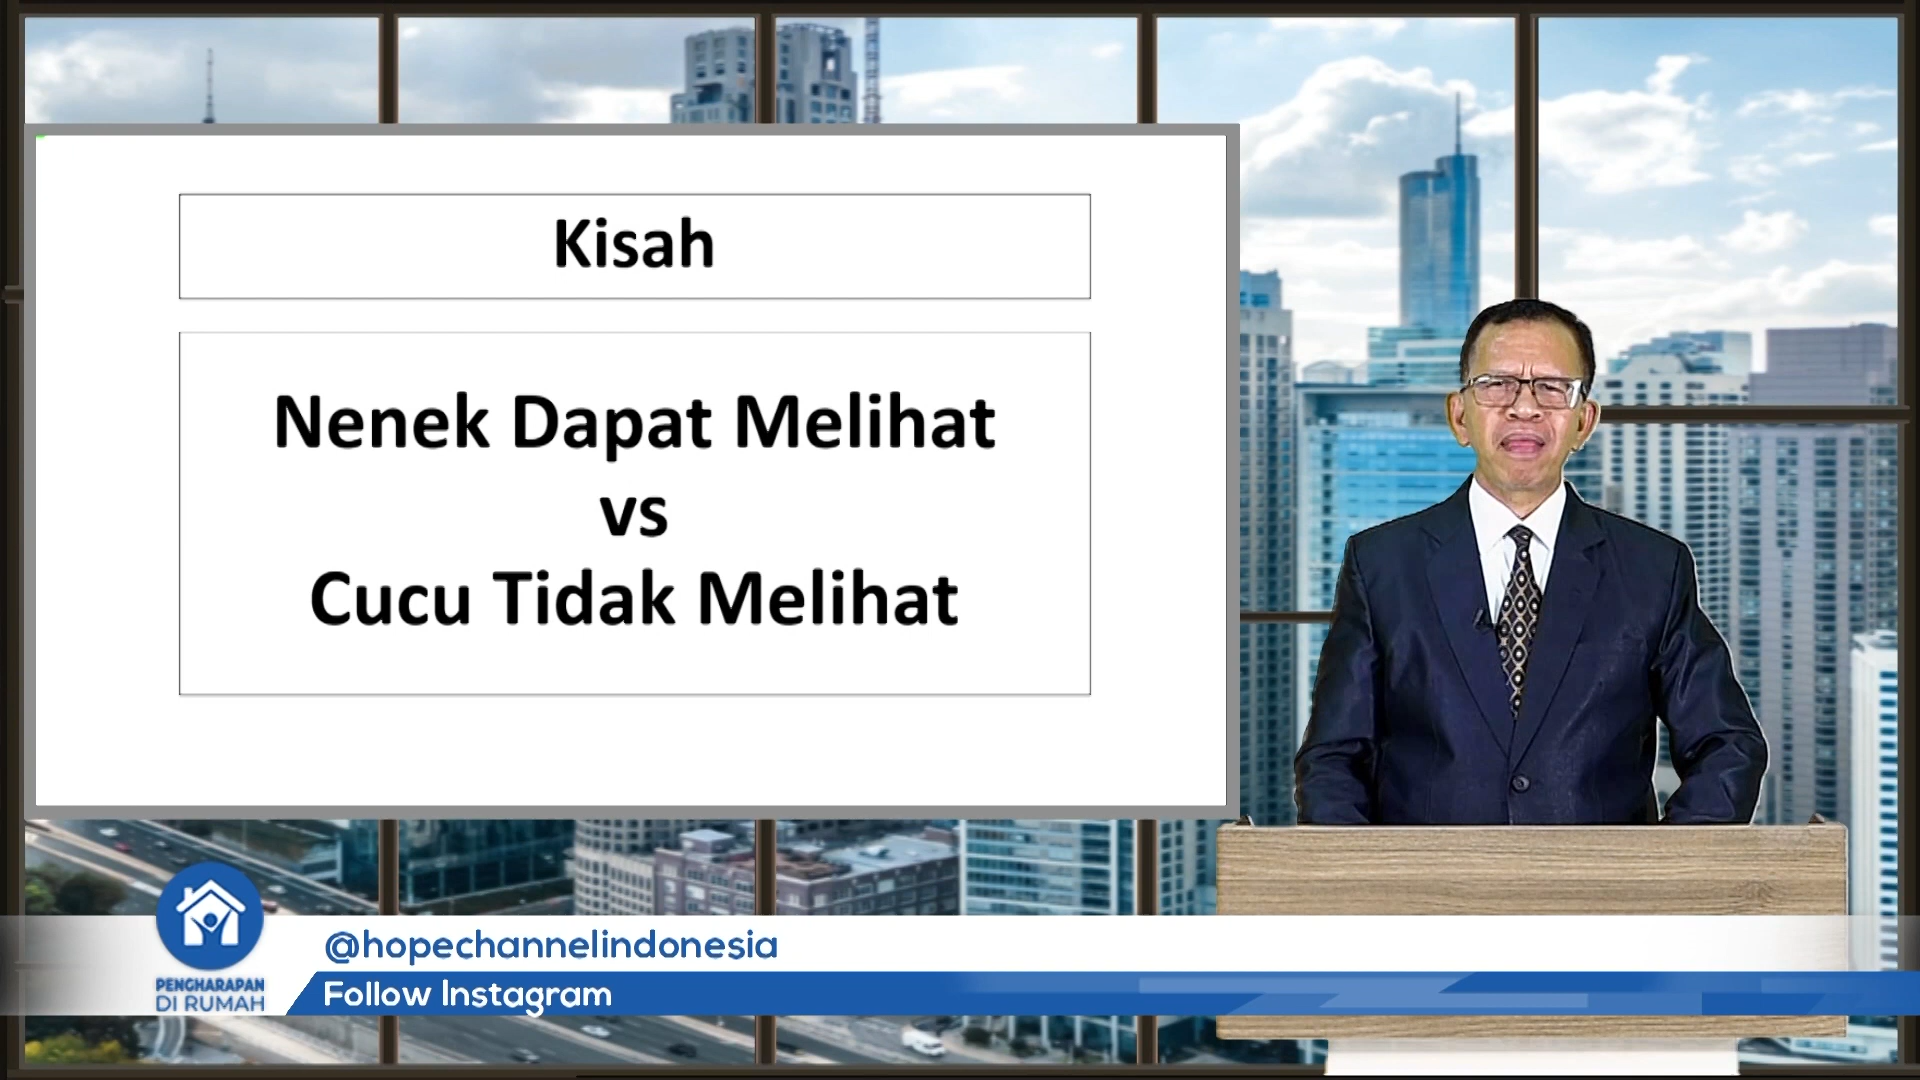 Kisah
Nenek Dapat Melihat
vs
Cucu Tidak Melihat
@hopechannelindonesia
Follow Instagram
PENGHARAPAN
DI RUMAH